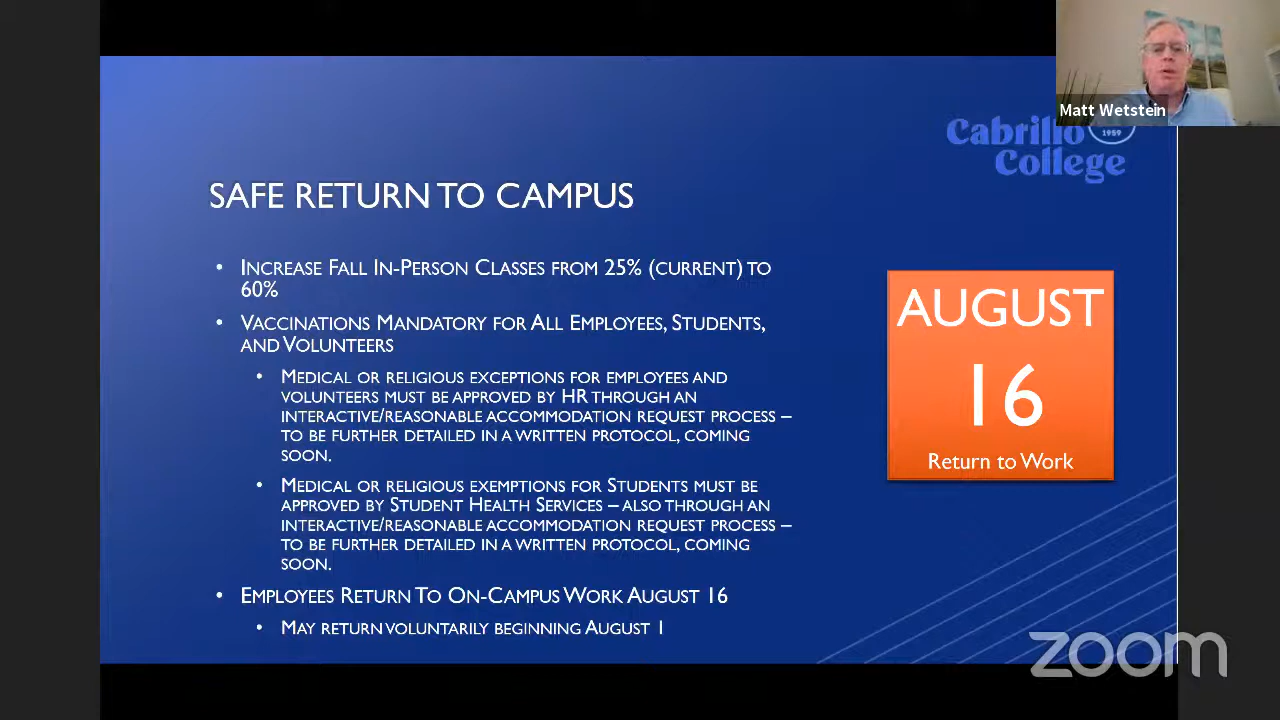 Matt Wetstein
Cabrillo
1959
College
SAFE RETURN TO CAMPUS
• INCREASE FALL IN-PERSON CLASSES FROM 25% (CURRENT) TO
60%
• VACCINATIONS MANDATORY FOR ALL EMPLOYEES, STUDENTS,
AND VOLUNTEERS
• MEDICAL OR RELIGIOUS EXCEPTIONS FOR EMPLOYEES AND
VOLUNTEERS MUST BE APPROVED BY HR THROUGH AN
INTERACTIVE/REASONABLE ACCOMMODATION REQUEST PROCESS –
TO BE FURTHER DETAILED IN A WRITTEN PROTOCOL, COMING
SOON.
• MEDICAL OR RELIGIOUS EXEMPTIONS FOR STUDENTS MUST BE
APPROVED BY STUDENT HEALTH SERVICES – ALSO THROUGH AN
INTERACTIVE/REASONABLE ACCOMMODATION REQUEST PROCESS –
TO BE FURTHER DETAILED IN A WRITTEN PROTOCOL, COMING
SOON.
• EMPLOYEES RETURN TO ON-CAMPUS WORK AUGUST 16
• MAY RETURN VOLUNTARILY BEGINNING AUGUST 1
AUGUST
16
Return to Work
zoom